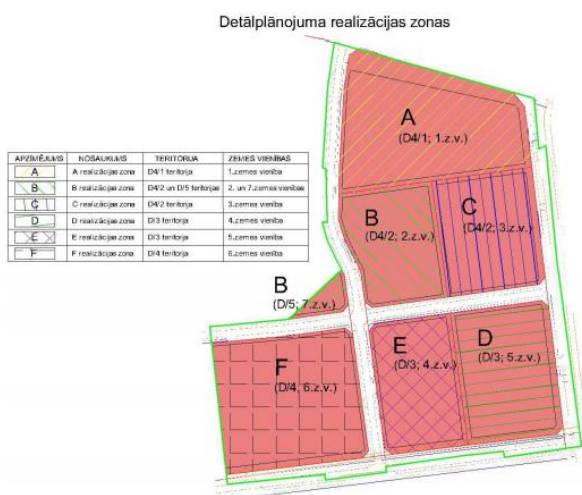 Detālplānojuma realizācijas zonas
APZĪMĒJUMS NOSAUKUMS TERITORIJA ZEMES VIENĪBAS
A A realizācijas zona D4/1 teritorija 1.zemes vienība
B B realizācijas zona D4/2 un D/5 teritorijas 2. un 7.zemes vienības
C C realizācijas zona D4/2 teritorija 3.zemes vienība
D D realizācijas zona D/3 teritorija 4.zemes vienība
E E realizācijas zona D/3 teritorija 5.zemes vienība
F F realizācijas zona D/4 teritorija 6.zemes vienība
A
(D4/1; 1.z.v.)
B
(D4/2; 2.z.v.)
C
(D4/2; 3.z.v.)
B
(D/5; 7.z.v.)
F
(D/4; 6.z.v.)
E
(D/3; 4.z.v.)
D
(D/3; 5.z.v.)